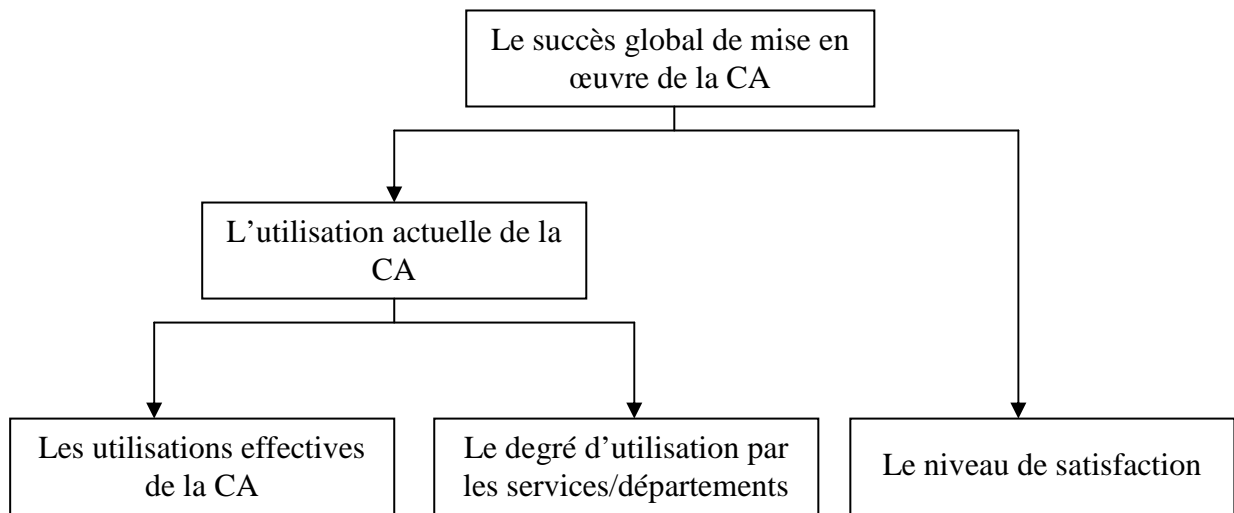 Le succès global de mise en
œuvre de la CA
L’utilisation actuelle de la
CA
Les utilisations effectives
de la CA
Le degré d’utilisation par
les services/départements
Le niveau de satisfaction